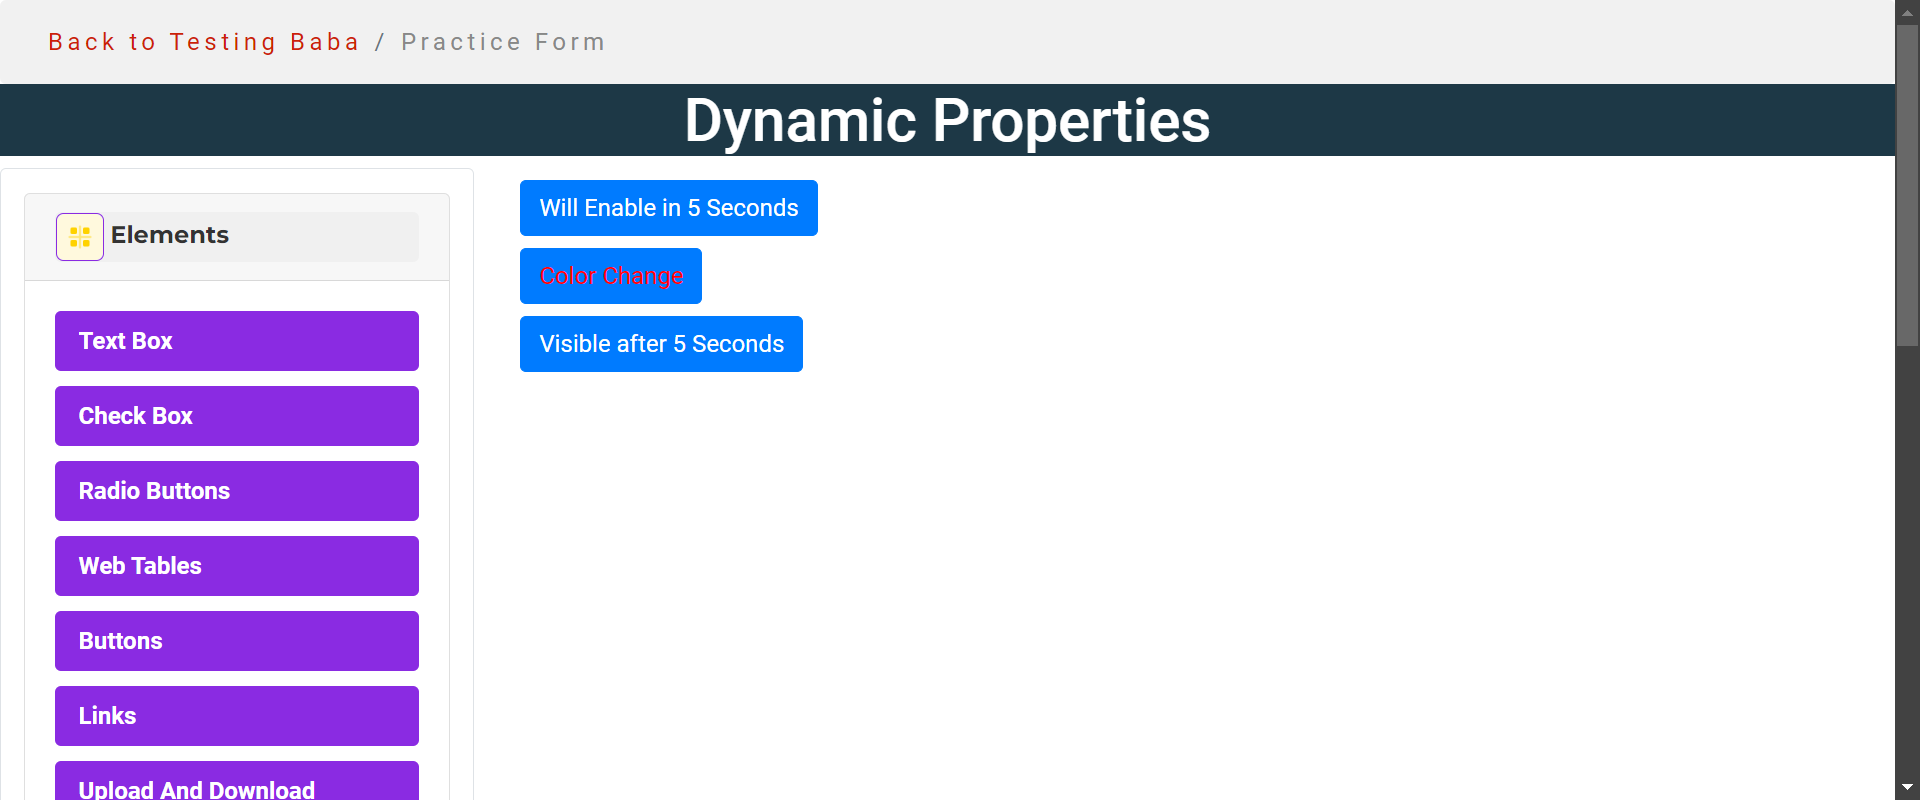 Back to Testing Baba / Practice Form
Dynamic Properties
Elements
Text Box
Check Box
Radio Buttons
Web Tables
Buttons
Links
Upload And Download
Will Enable in 5 Seconds
Color Change
Visible after 5 Seconds